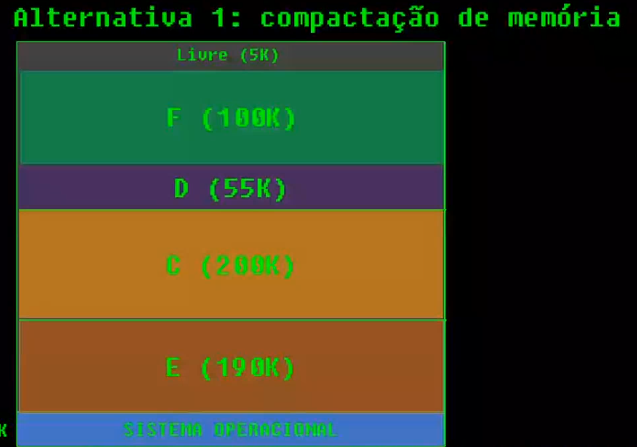 Alternativa 1: compactação de memória
Livre (5K)
F (100K)
D (55K)
C (200K)
E (190K)
K
SISTEMA OPERACIONAL